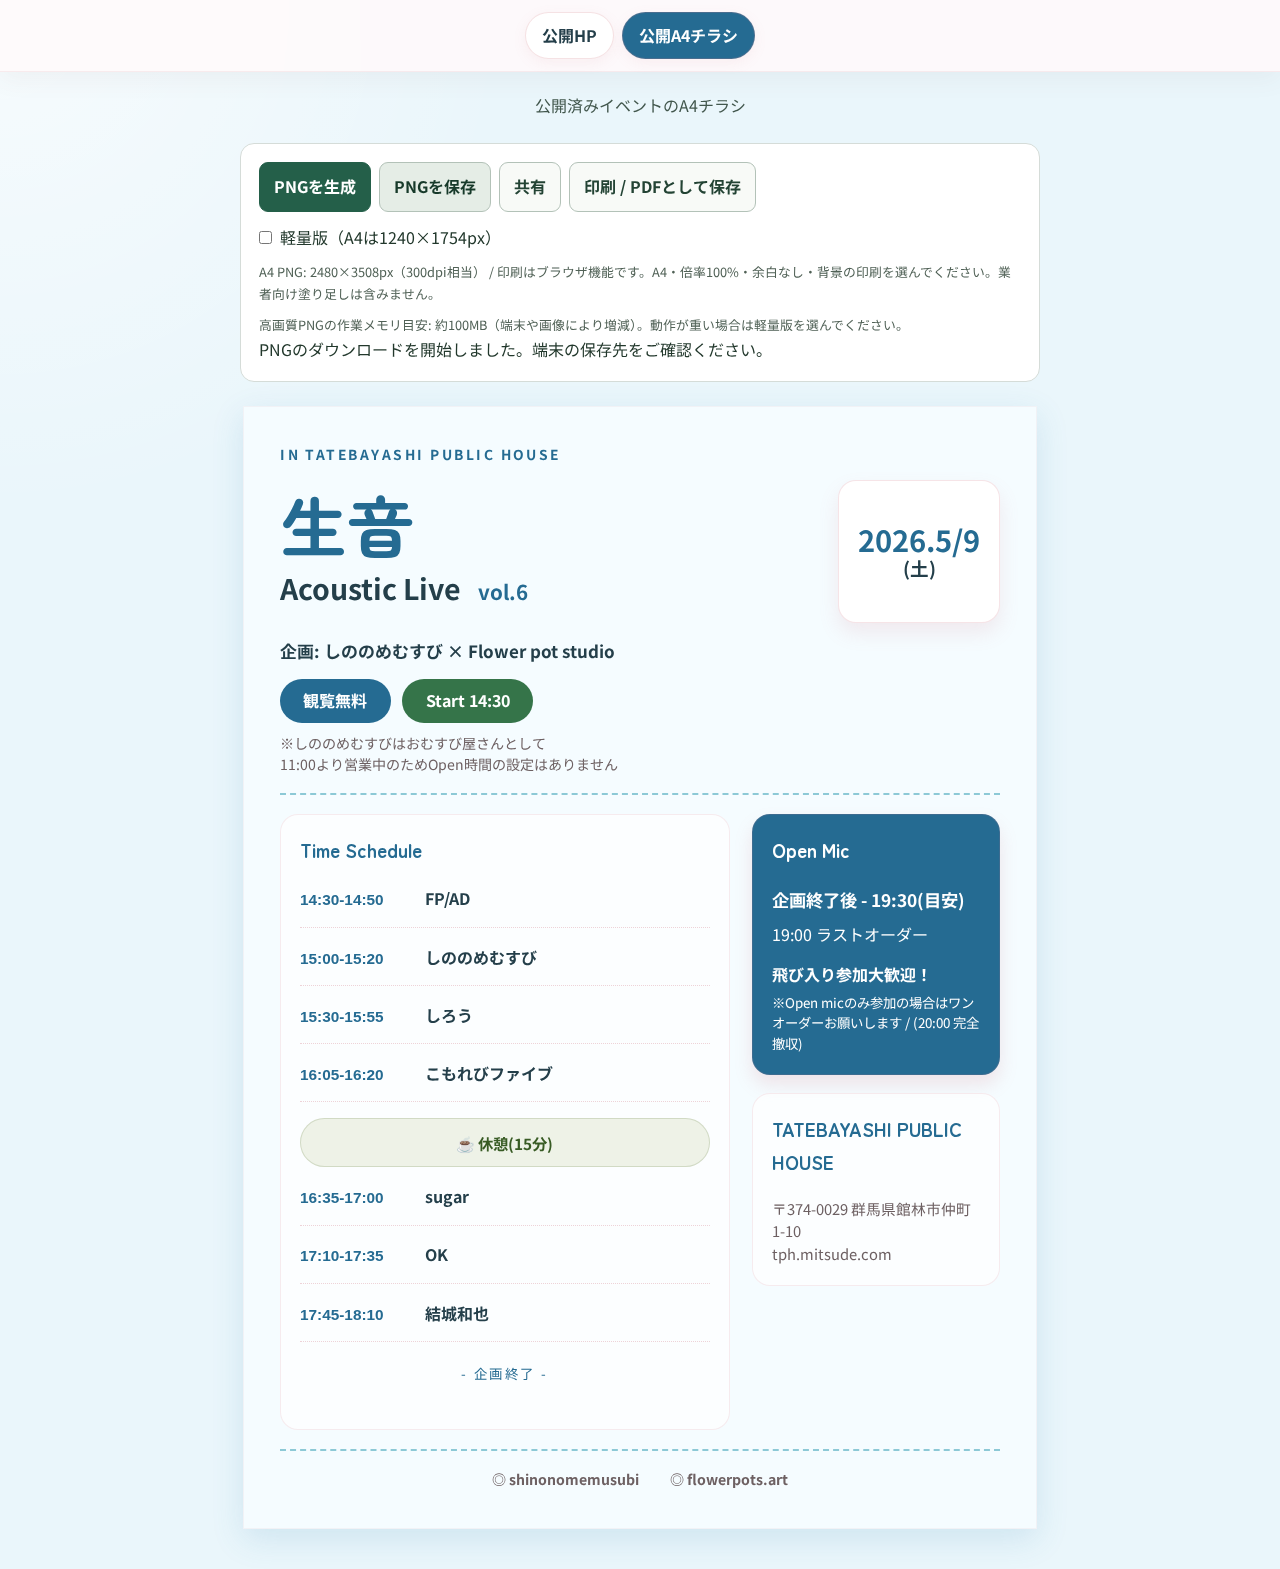 公開HP
公開A4チラシ
公開済みイベントのA4チラシ
PNGを生成
PNGを保存
共有
印刷 / PDFとして保存
軽量版（A4は1240×1754px）
A4 PNG: 2480×3508px（300dpi相当） / 印刷はブラウザ機能です。A4・倍率100%・余白なし・背景の印刷を選んでください。業
者向け塗り足しは含みません。
高画質PNGの作業メモリ目安: 約100MB（端末や画像により増減）。動作が重い場合は軽量版を選んでください。
PNGのダウンロードを開始しました。端末の保存先をご確認ください。
IN TATEBAYASHI PUBLIC HOUSE
生音
Acoustic Live vol.6
2026.5/9
(土)
企画: しののめむすび × Flower pot studio
観覧無料
Start 14:30
※しののめむすびはおむすび屋さんとして
11:00より営業中のためOpen時間の設定はありません
Time Schedule
14:30-14:50 FP/AD
15:00-15:20 しののめむすび
15:30-15:55 しろう
16:05-16:20 こもれびファイブ
☕ 休憩(15分)
16:35-17:00 sugar
17:10-17:35 OK
17:45-18:10 結城和也
- 企画終了 -
Open Mic
企画終了後 - 19:30(目安)
19:00 ラストオーダー
飛び入り参加大歓迎！
※Open micのみ参加の場合はワン
オーダーお願いします / (20:00 完全
撤収)
TATEBAYASHI PUBLIC
HOUSE
〒374-0029 群馬県館林市仲町
1-10
tph.mitsude.com
◎ shinonomemusubi
◎ flowerpots.art